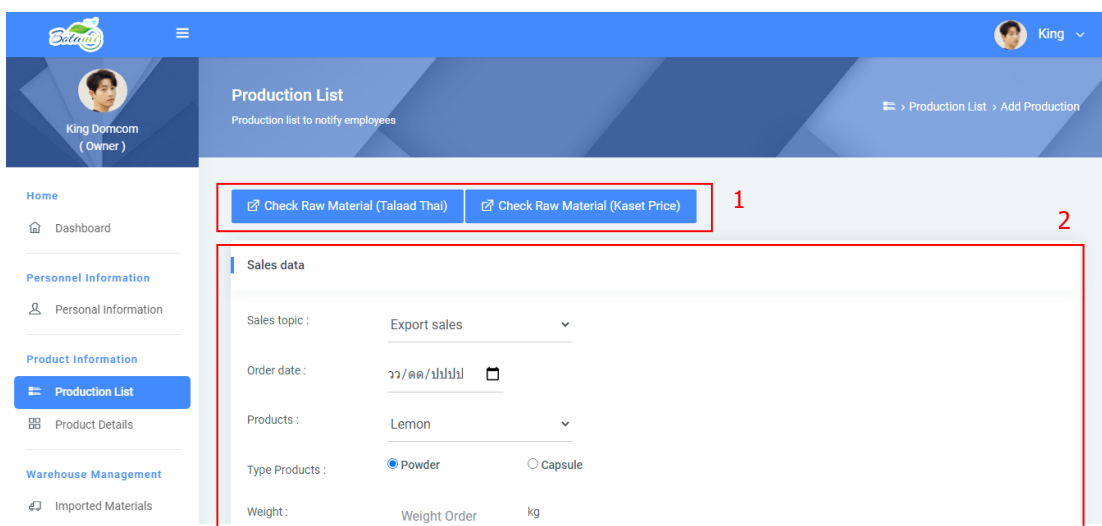 Botanic
King
King Domcom
( Owner )
Production List
Production list to notify employees
> Production List > Add Production
Home
Dashboard
Personnel Information
Personal Information
Product Information
Production List
Product Details
Warehouse Management
Imported Materials
Check Raw Material (Talaad Thai)
Check Raw Material (Kaset Price)
1
2
Sales data
Sales topic :
Export sales
Order date :
วว/ดด/ปปปป
Products :
Lemon
Type Products :
Powder
Capsule
Weight :
Weight Order
kg